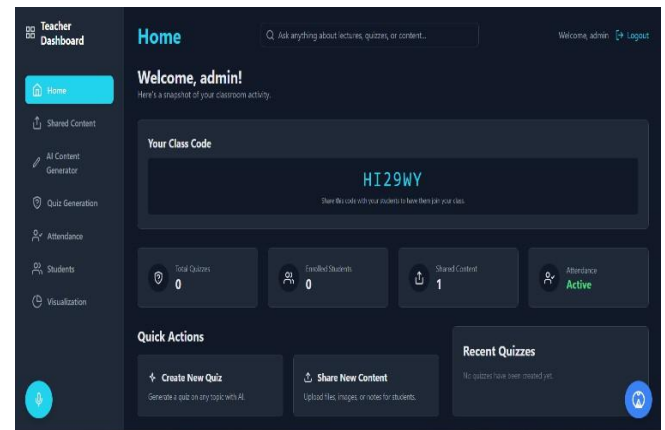 Teacher
Dashboard
Home
Ask anything about lectures, quizzes, or content...
Welcome, admin
Logout
Home
Shared Content
AI Content
Generator
Quiz Generation
Attendance
Students
Visualization
Welcome, admin!
Here's a snapshot of your classroom activity.
Your Class Code
HI29WY
Share this code with your students to have them join your class.
Total Quizzes
0
Enrolled Students
0
Shared Content
1
Attendance
Active
Quick Actions
Create New Quiz
Generate a quiz on any topic with AI.
Share New Content
Upload files, images, or notes for students.
Recent Quizzes
No quizzes have been created yet.